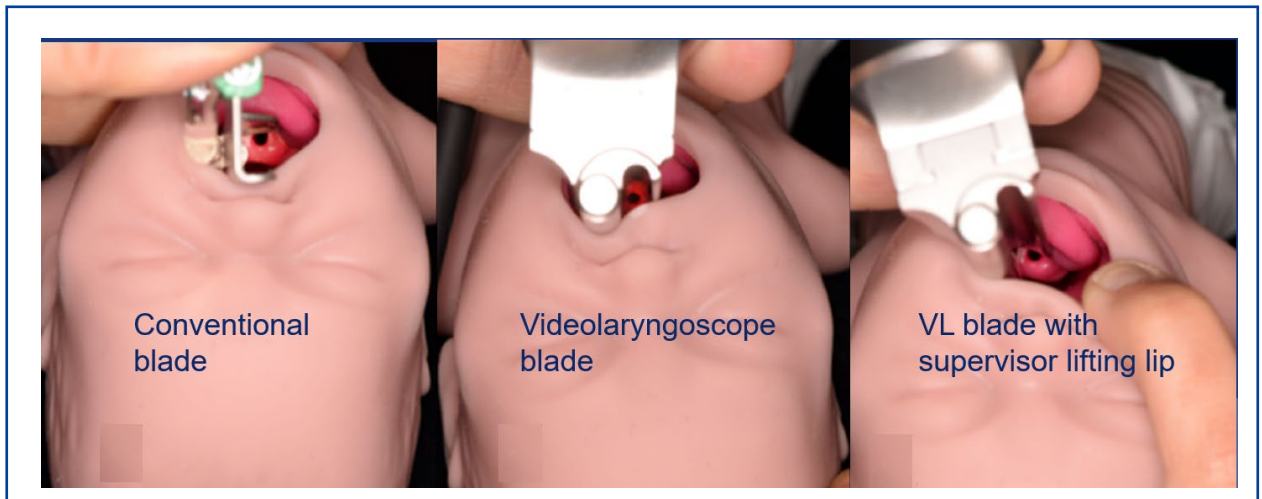 Conventional
blade
Videolaryngoscope
blade
VL blade with
supervisor lifting lip